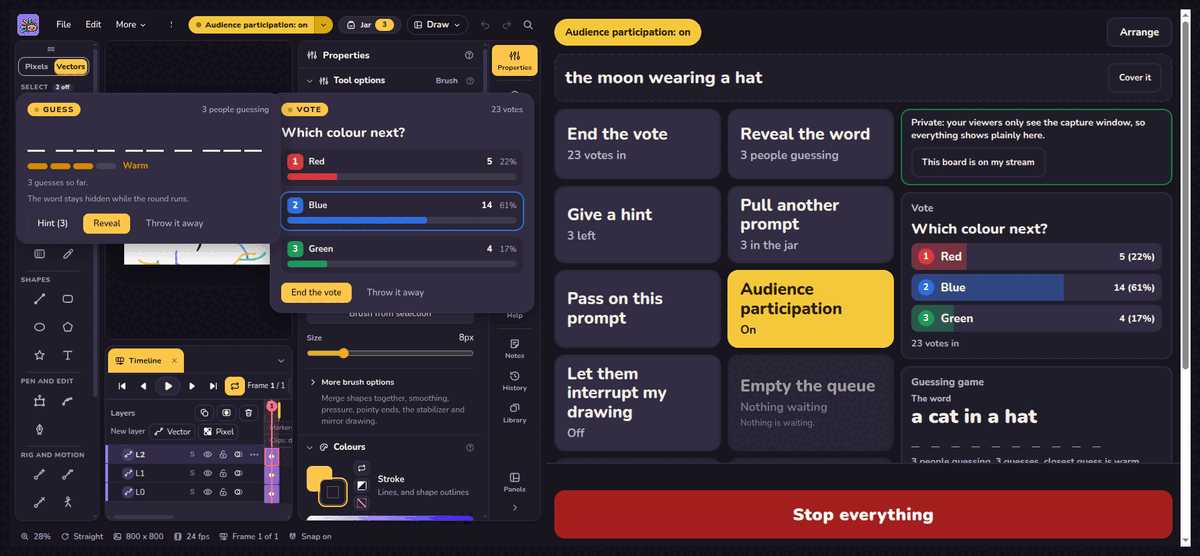 File Edit More Audience participation: on Jar 3 Draw
Pixels Vectors
SELECT 2 off
GUESS 3 people guessing
Warm
3 guesses so far.
The word stays hidden while the round runs.
Hint (3) Reveal Throw it away
SHAPES
PEN AND EDIT
RIG AND MOTION
VOTE 23 votes
Which colour next?
1 Red 5 22%
2 Blue 14 61%
3 Green 4 17%
End the vote Throw it away
Timeline
Frame 1 / 1
Layers
New layer Vector Pixel
L2 S
L1 S
L0 S
1
Properties
Tool options Brush
Brush from selection
Size 8px
More brush options
Merge shapes together, smoothing,
pressure, pointy ends, the stabilizer and
mirror drawing.
Colours
Stroke
Lines, and shape outlines
Properties
Help
Notes
History
Library
Panels
28% Straight 800 x 800 24 fps Frame 1 of 1 Snap on
Audience participation: on Arrange
the moon wearing a hat Cover it
End the vote
23 votes in
Reveal the word
3 people guessing
Give a hint
3 left
Pull another
prompt
3 in the jar
Pass on this
prompt
Audience
participation
On
Let them
interrupt my
drawing
Off
Empty the queue
Nothing waiting
Nothing is waiting.
Private: your viewers only see the capture window, so
everything shows plainly here.
This board is on my stream
Vote
Which colour next?
1 Red 5 (22%)
2 Blue 14 (61%)
3 Green 4 (17%)
23 votes in
Guessing game
The word
a cat in a hat
3 people guessing, 3 guesses, closest guess is warm
Stop everything